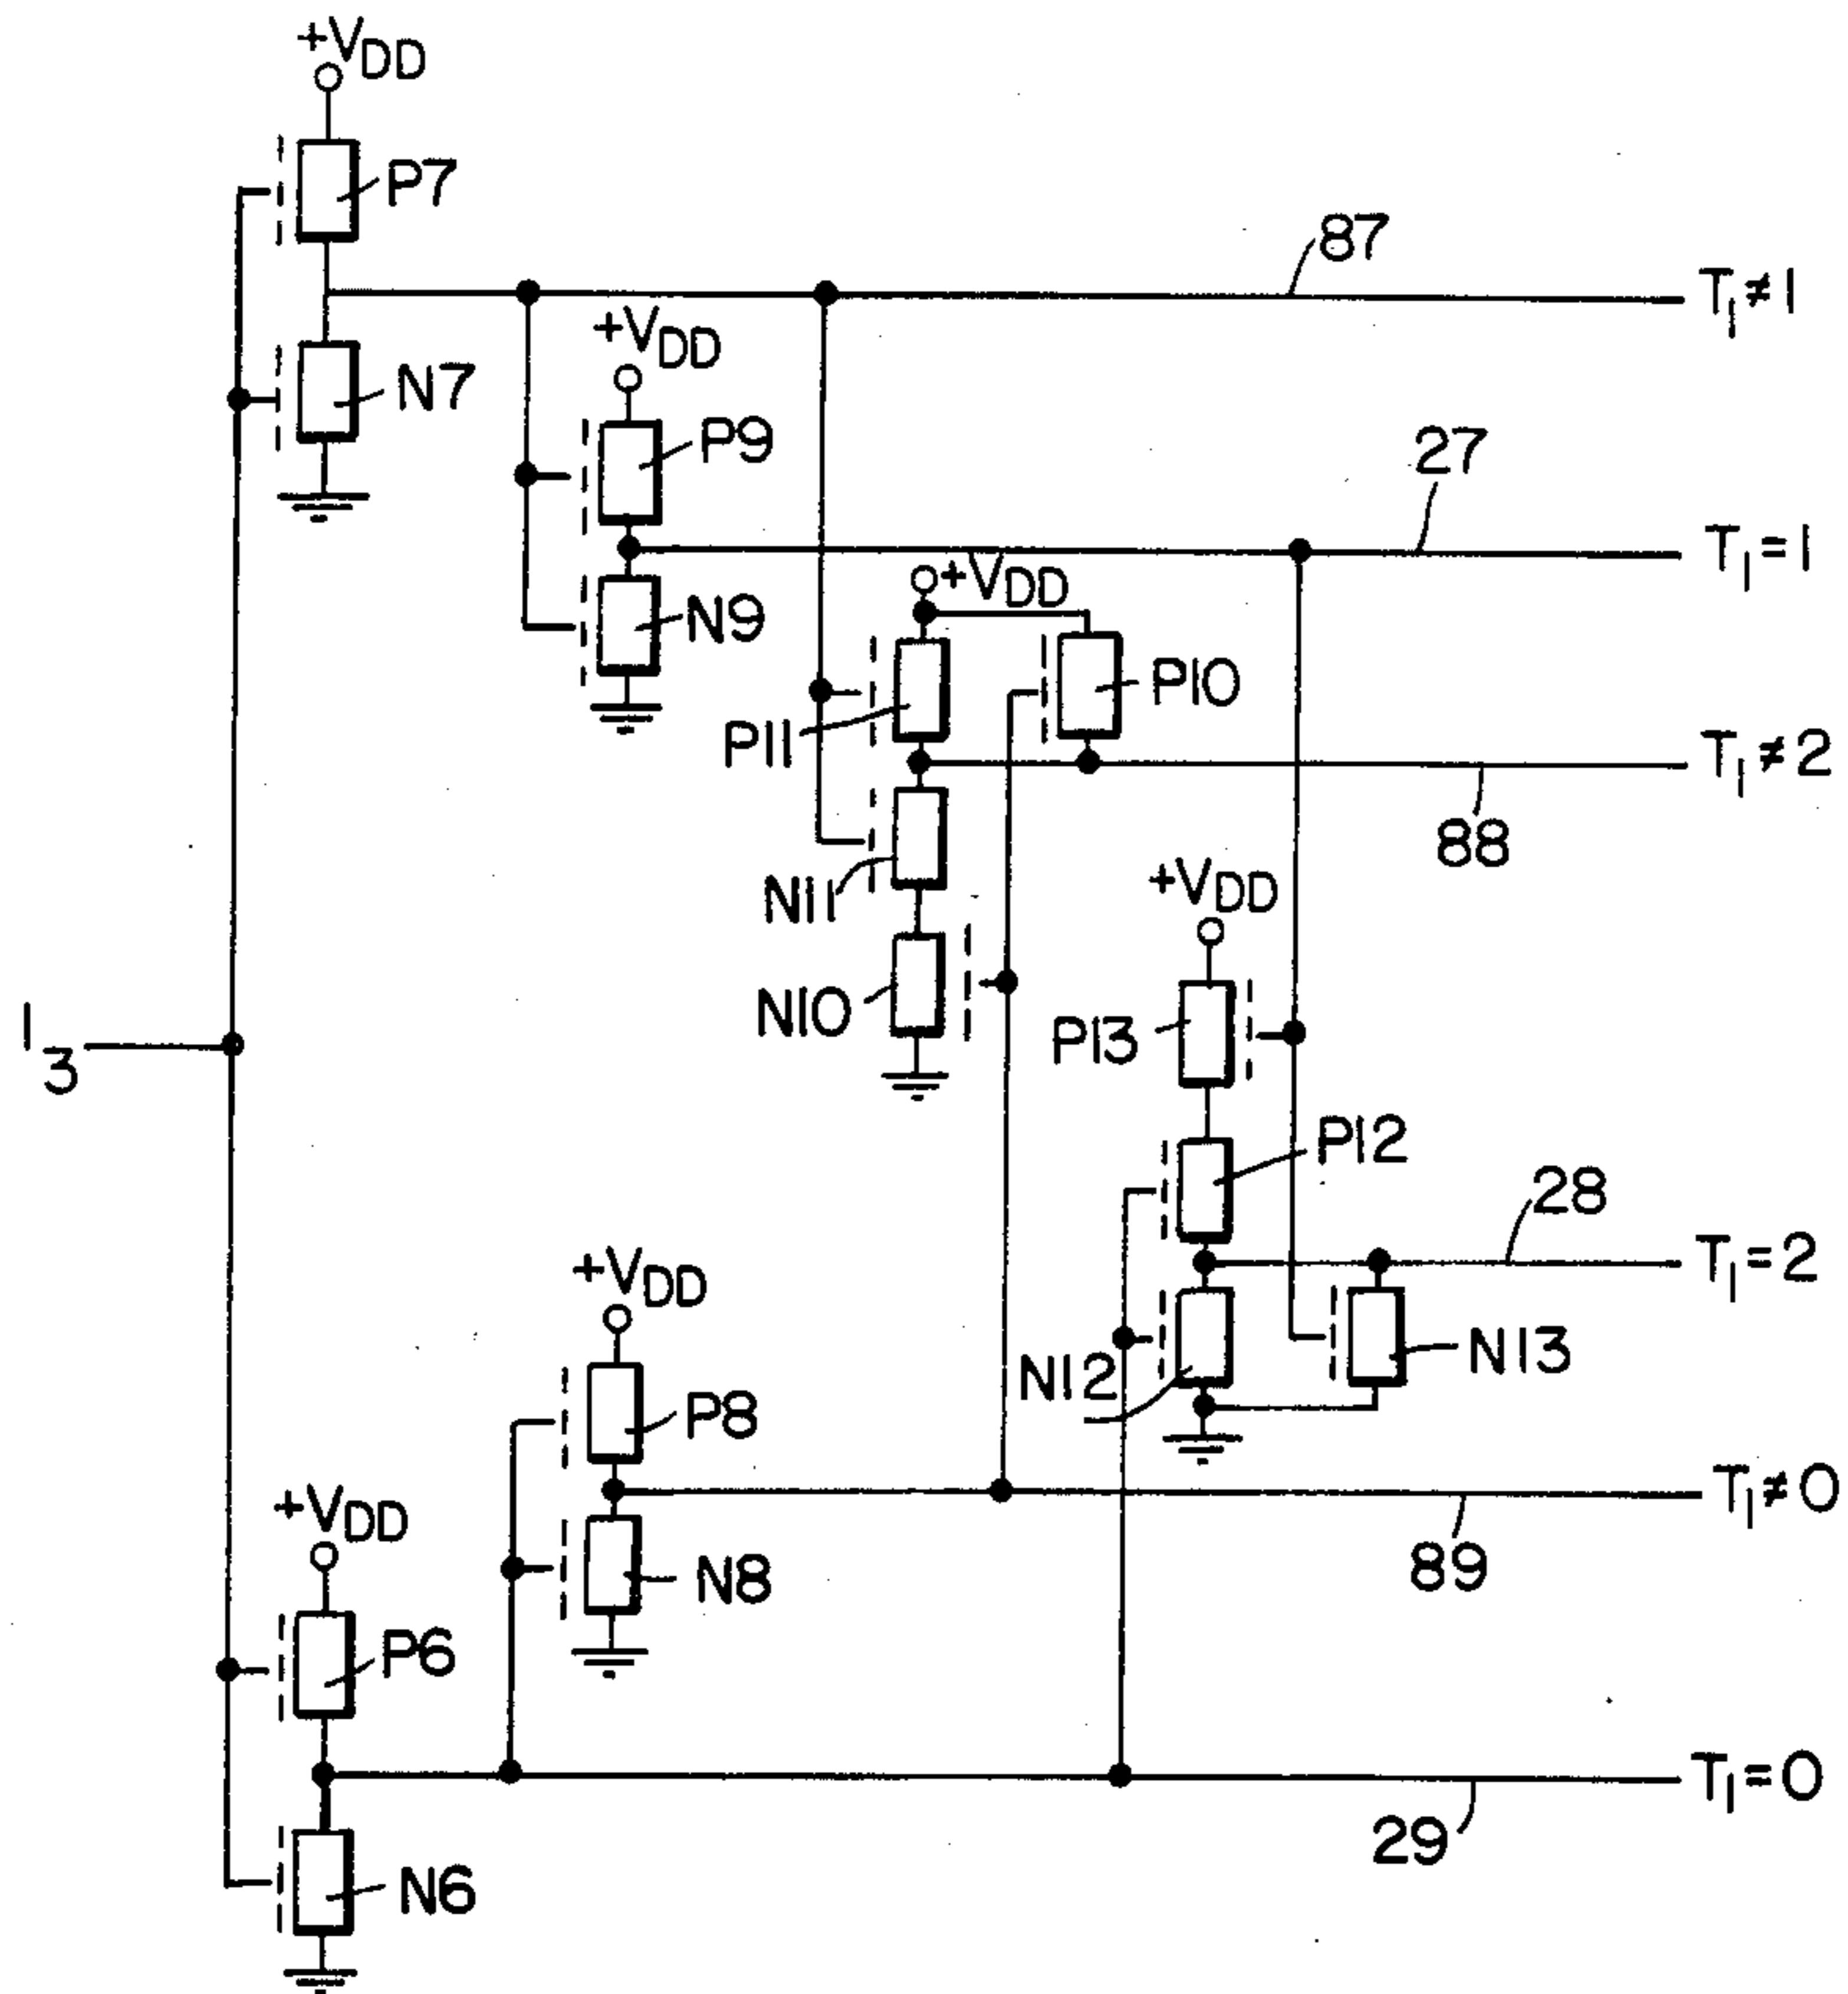 +VDD
P7
87
T1≠1
+VDD
N7
P9
27
T1=1
+VDD
N9
P10
P11
T1≠2
88
N11
+VDD
N10
P13
I3
P12
28
T1=2
+VDD
N12
N13
P8
T1≠0
+VDD
89
N8
P6
T1=0
29
N6